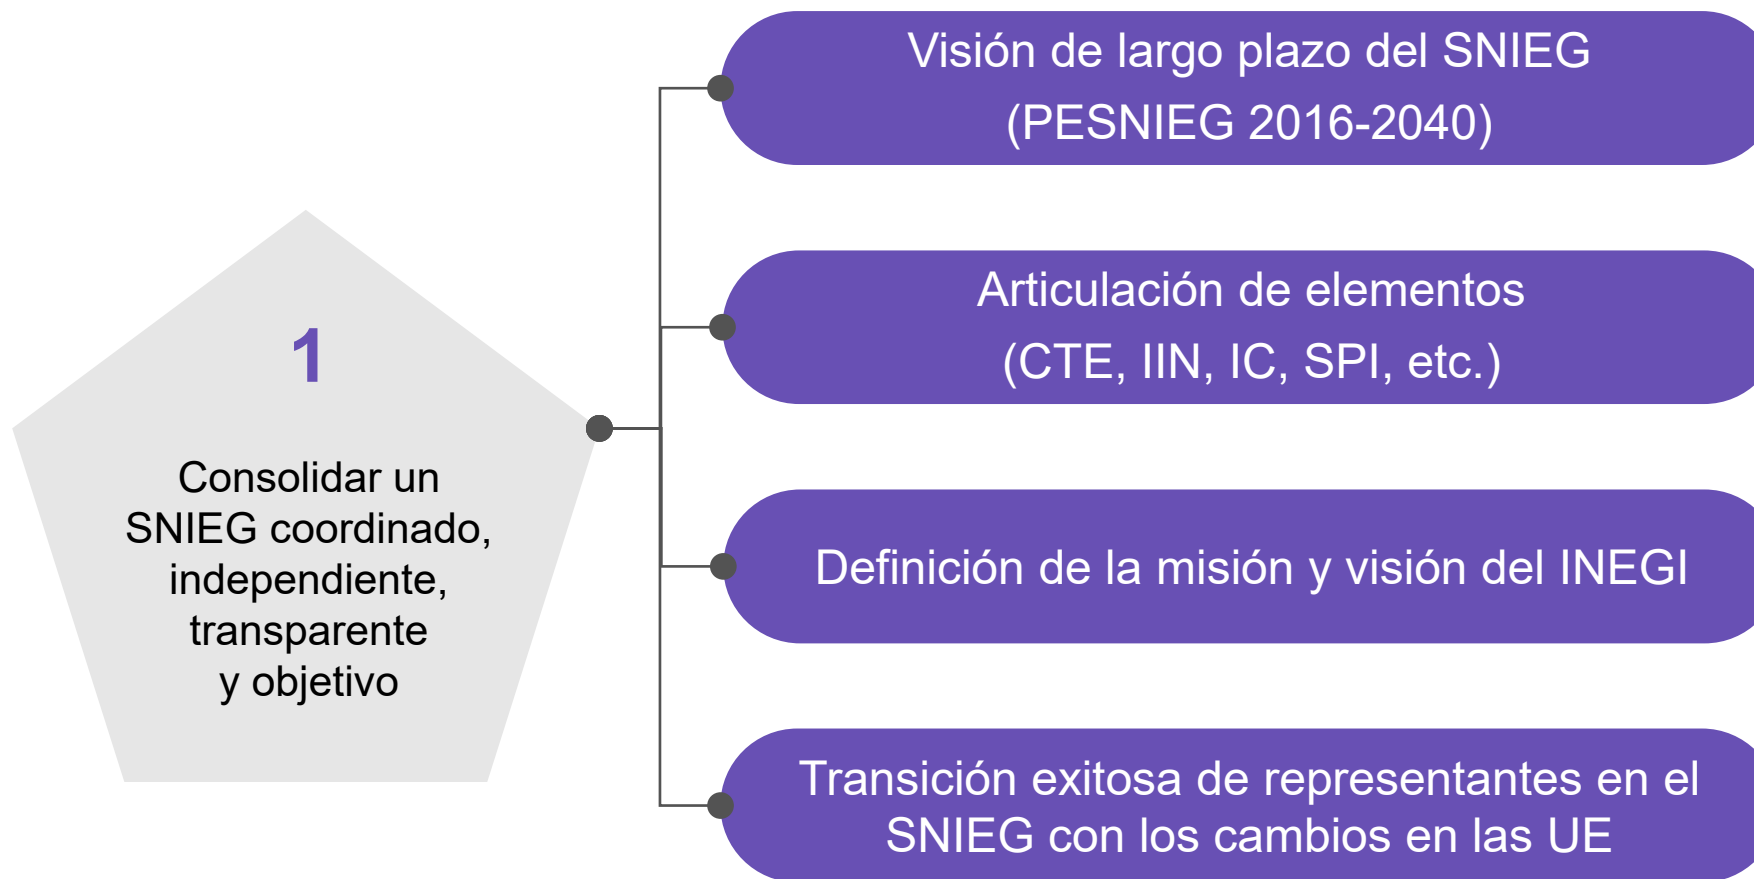 1
Consolidar un
SNIEG coordinado,
independiente,
transparente
y objetivo
Visión de largo plazo del SNIEG
(PESNIEG 2016-2040)
Articulación de elementos
(CTE, IIN, IC, SPI, etc.)
Definición de la misión y visión del INEGI
Transición exitosa de representantes en el
SNIEG con los cambios en las UE